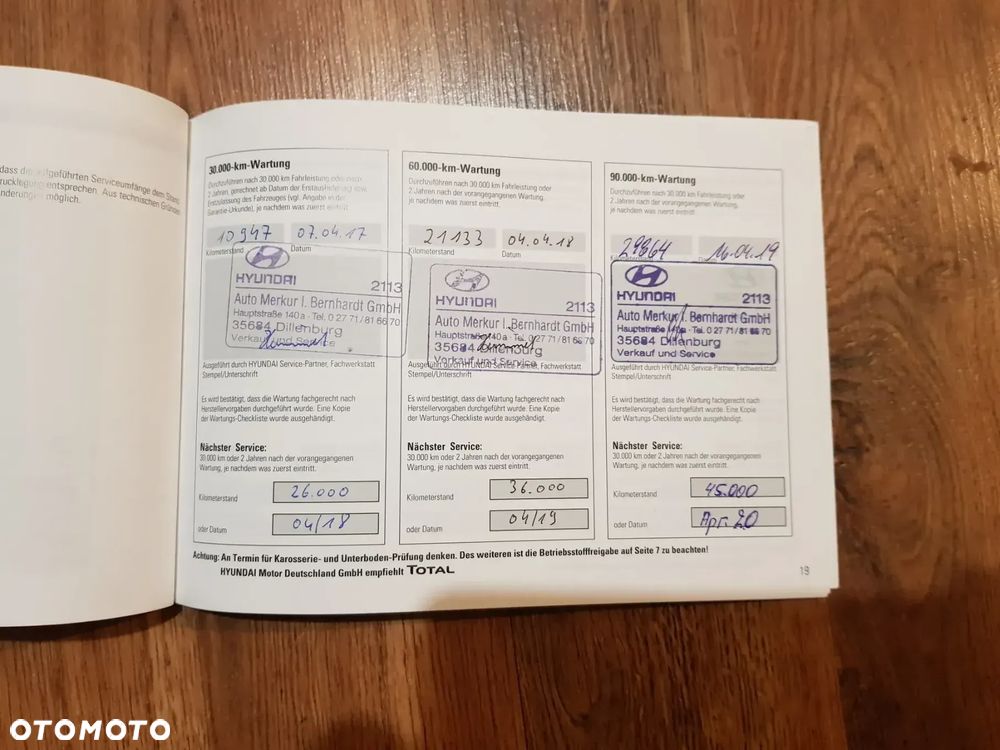 dass die aufgeführten Serviceumfänge dem Stand
entsprechen. Aus technischen Gründen
möglich.
30.000-km-Wartung
Durchzuführen nach 30.000 km Fahrleistung oder nach
2 Jahren, gerechnet ab Datum der Erstauslieferung bzw.
Erstzulassung des Fahrzeuges (vgl. Angabe in der
Garantie-Urkunde), je nachdem was zuerst eintritt.
10947 07.04.17
Kilometerstand Datum
HYUNDAI 2113
Auto Merkur I. Bernhardt GmbH
Hauptstraße 140a - Tel. 0 27 71 / 81 66 70
35684 Dillenburg
Verkauf und Service
Ausgeführt durch HYUNDAI Service-Partner, Fachwerkstatt
Stempel/Unterschrift
Es wird bestätigt, dass die Wartung fachgerecht nach
Herstellervorgaben durchgeführt wurde. Eine Kopie
der Wartungs-Checkliste wurde ausgehändigt.
Nächster Service:
30.000 km oder 2 Jahren nach der vorangegangenen
Wartung, je nachdem was zuerst eintritt.
Kilometerstand 26.000
oder Datum 04/18
60.000-km-Wartung
Durchzuführen nach 30.000 km Fahrleistung oder
2 Jahren nach der vorangegangenen Wartung,
je nachdem was zuerst eintritt.
21133 04.04.18
Kilometerstand Datum
HYUNDAI 2113
Auto Merkur I. Bernhardt GmbH
Hauptstraße 140a - Tel. 0 27 71 / 81 66 70
35684 Dillenburg
Verkauf und Service
Ausgeführt durch HYUNDAI Service-Partner, Fachwerkstatt
Stempel/Unterschrift
Es wird bestätigt, dass die Wartung fachgerecht nach
Herstellervorgaben durchgeführt wurde. Eine Kopie
der Wartungs-Checkliste wurde ausgehändigt.
Nächster Service:
30.000 km oder 2 Jahren nach der vorangegangenen
Wartung, je nachdem was zuerst eintritt.
Kilometerstand 36.000
oder Datum 04/19
90.000-km-Wartung
Durchzuführen nach 30.000 km Fahrleistung oder
2 Jahren nach der vorangegangenen Wartung,
je nachdem was zuerst eintritt.
29864 16.04.19
HYUNDAI 2113
Auto Merkur I. Bernhardt GmbH
Hauptstraße 140a - Tel. 0 27 71 / 81 66 70
35684 Dillenburg
Verkauf und Service
Ausgeführt durch HYUNDAI Service-Partner, Fachwerkstatt
Stempel/Unterschrift
Es wird bestätigt, dass die Wartung fachgerecht nach
Herstellervorgaben durchgeführt wurde. Eine Kopie
der Wartungs-Checkliste wurde ausgehändigt.
Nächster Service:
30.000 km oder 2 Jahren nach der vorangegangenen
Wartung, je nachdem was zuerst eintritt.
Kilometerstand 45.000
oder Datum Apr. 20
Achtung: An Termin für Karosserie- und Unterboden-Prüfung denken. Des weiteren ist die Betriebsstofffreigabe auf Seite 7 zu beachten!
HYUNDAI Motor Deutschland GmbH empfiehlt TOTAL
19
OTOMOTO